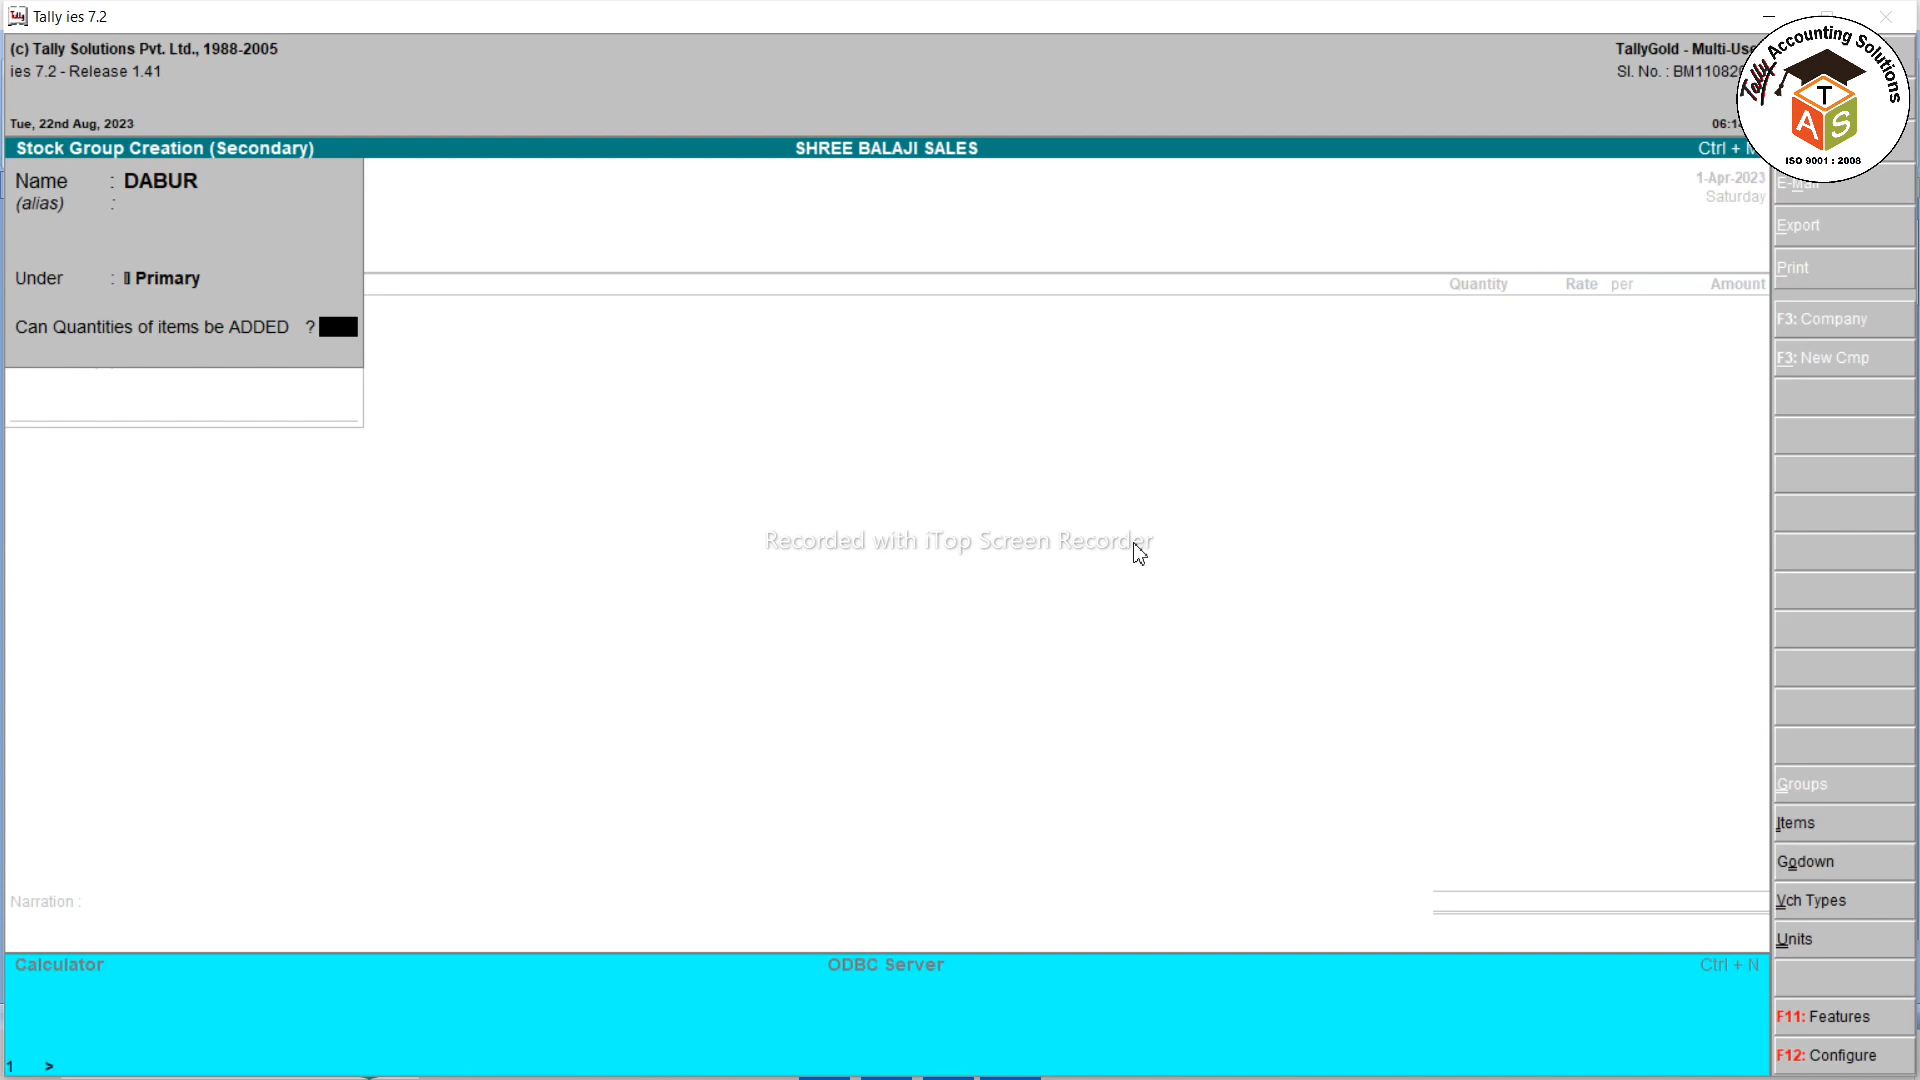 Tally ies 7.2
(c) Tally Solutions Pvt. Ltd., 1988-2005
TallyGold - Multi-Use
ies 7.2 - Release 1.41
Sl. No. : BM11082
Tally Accounting Solutions
T
A S
ISO 9001 : 2008
Tue, 22nd Aug, 2023
06:1
Stock Group Creation (Secondary)
SHREE BALAJI SALES
Ctrl + M
Name : DABUR
(alias) :
1-Apr-2023
Saturday
E-Mail
Export
Print
Under : Primary
Quantity Rate per Amount
Can Quantities of items be ADDED ?
F3: Company
F3: New Cmp
Recorded with iTop Screen Recorder
Groups
Items
Godown
Vch Types
Units
Narration :
Calculator
ODBC Server
Ctrl + N
F11: Features
F12: Configure
1 >